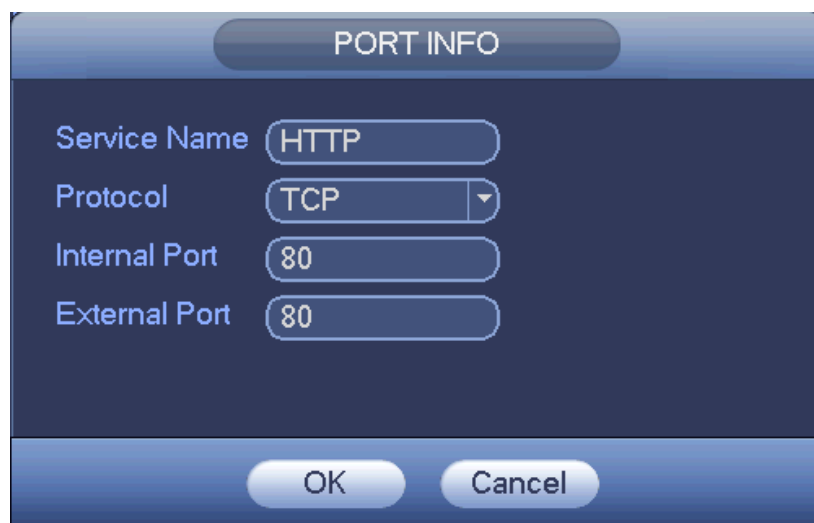 PORT INFO
Service Name HTTP
Protocol TCP
Internal Port 80
External Port 80
OK Cancel